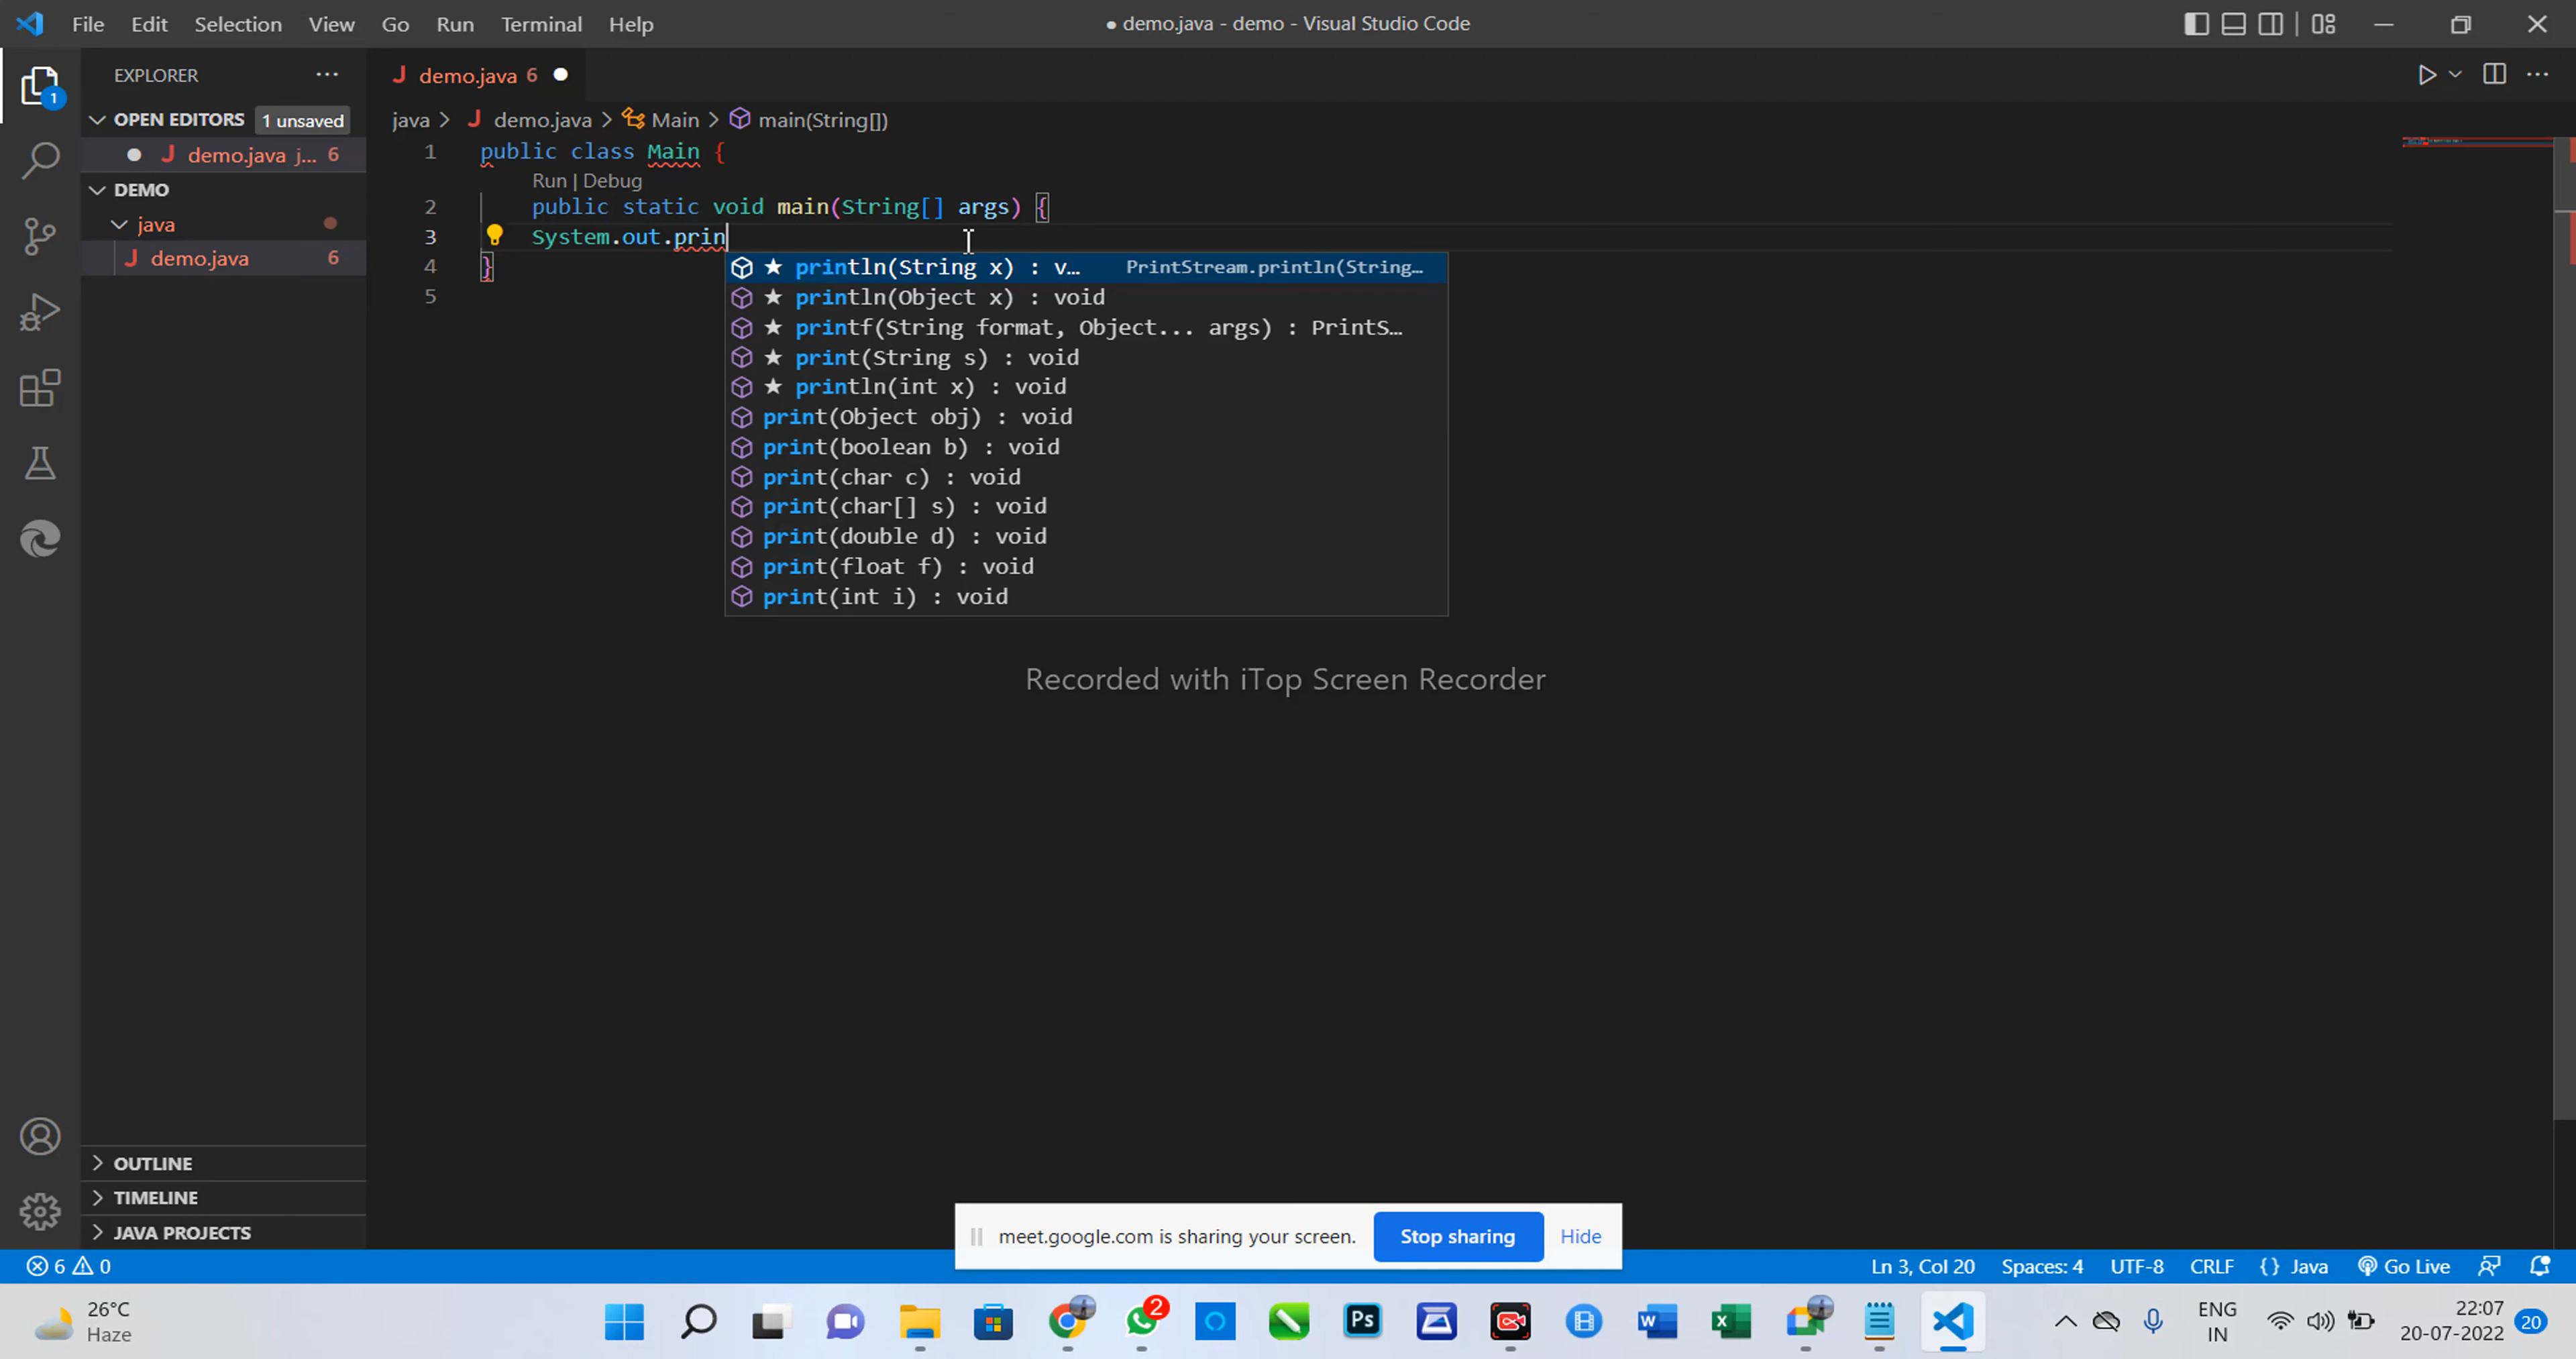 File Edit Selection View Go Run Terminal Help
● demo.java - demo - Visual Studio Code
EXPLORER ···
OPEN EDITORS 1 unsaved
J demo.java j... 6
DEMO
java
J demo.java 6
OUTLINE
TIMELINE
JAVA PROJECTS
1
J demo.java 6
java > J demo.java > Main > main(String[])
1 public class Main {
Run | Debug
2 public static void main(String[] args) {
3 System.out.prin
4 }
5
★ println(String x) : v... PrintStream.println(String...
★ println(Object x) : void
★ printf(String format, Object... args) : PrintS...
★ print(String s) : void
★ println(int x) : void
print(Object obj) : void
print(boolean b) : void
print(char c) : void
print(char[] s) : void
print(double d) : void
print(float f) : void
print(int i) : void
Recorded with iTop Screen Recorder
meet.google.com is sharing your screen. Stop sharing Hide
6 0
Ln 3, Col 20 Spaces: 4 UTF-8 CRLF {} Java Go Live
26°C
Haze
2
Ps
W
X
ENG
IN
22:07
20-07-2022
20